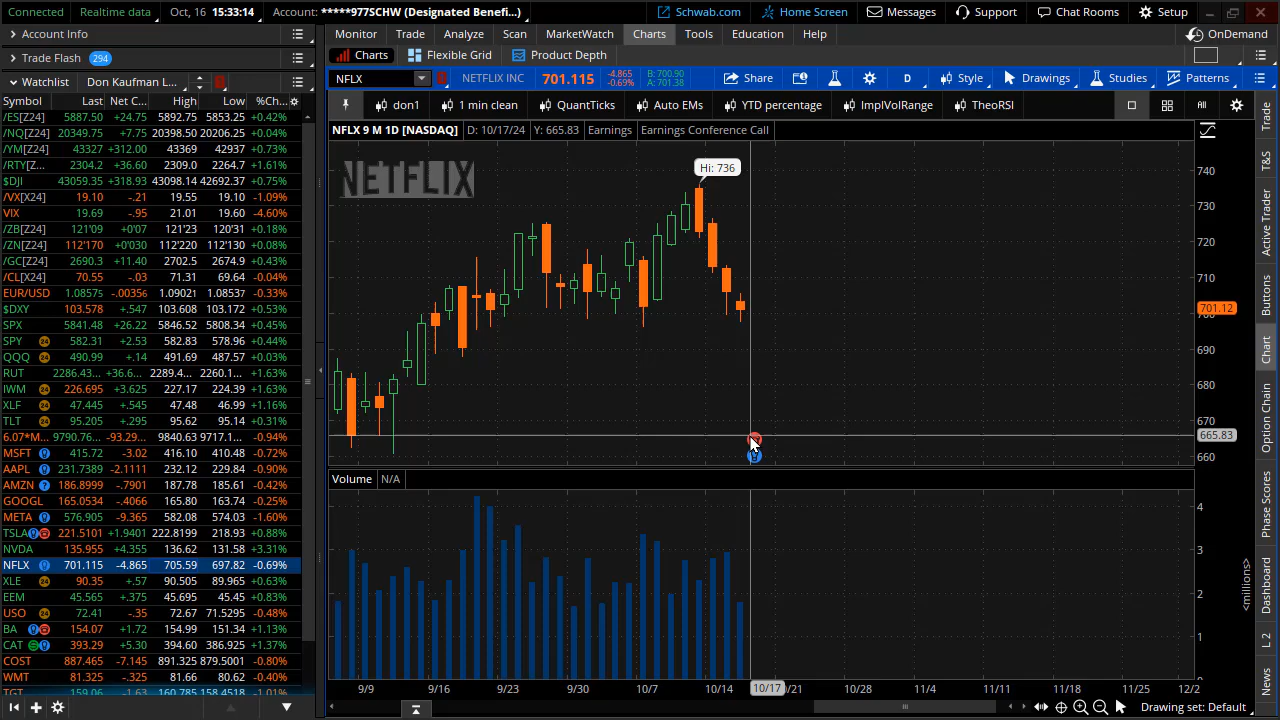 Connected Realtime data Oct, 16 15:33:14 Account: *****977SCHW (Designated Benefi...) Schwab.com Home Screen Messages Support Chat Rooms Setup
Account Info
Trade Flash 294
Watchlist Don Kaufman L...
Monitor Trade Analyze Scan MarketWatch Charts Tools Education Help OnDemand
Charts Flexible Grid Product Depth
NFLX NETFLIX INC 701.115 -4.865 -0.69% B: 700.90 A: 701.38 Share D Style Drawings Studies Patterns
don1 1 min clean QuantTicks Auto EMs YTD percentage ImplVolRange TheoRSI All
NFLX 9 M 1D [NASDAQ] D: 10/17/24 Y: 665.83 Earnings Earnings Conference Call
NETFLIX
Hi: 736
740
730
720
710
701.12
690
680
670
665.83
660
Volume N/A
4
3
2
1
<millions>
9/9 9/16 9/23 9/30 10/7 10/14 10/17 /21 10/28 11/4 11/11 11/18 11/25 12/2
Drawing set: Default
Symbol Last Net C... High Low %Ch...
/ES[Z24] 5887.50 +24.75 5892.75 5853.25 +0.42%
/NQ[Z24] 20349.75 +7.75 20398.50 20206.25 +0.04%
/YM[Z24] 43327 +312.00 43369 42937 +0.73%
/RTY[Z... 2304.2 +36.60 2309.0 2264.7 +1.61%
$DJI 43059.35 +318.93 43098.14 42692.37 +0.75%
/VX[X24] 19.10 -.21 19.55 19.10 -1.09%
VIX 19.69 -.95 21.01 19.60 -4.60%
/ZB[Z24] 121'09 +0'07 121'23 120'31 +0.18%
/ZN[Z24] 112'170 +0'030 112'220 112'130 +0.08%
/GC[Z24] 2690.3 +11.40 2702.5 2674.9 +0.43%
/CL[Z24] 70.55 -.03 71.31 69.64 -0.04%
EUR/USD 1.08575 -.00356 1.09021 1.08537 -0.33%
$DXY 103.578 +.547 103.608 103.172 +0.53%
SPX 5841.48 +26.22 5846.52 5808.34 +0.45%
SPY 24 582.31 +2.53 582.83 578.96 +0.44%
QQQ 24 490.99 +.14 491.69 487.57 +0.03%
RUT 2286.43... +36.6... 2289.4... 2260.1... +1.63%
IWM 24 226.695 +3.625 227.17 224.39 +1.63%
XLF 24 47.445 +.545 47.48 46.99 +1.16%
TLT 24 95.205 +.295 95.62 95.14 +0.31%
6.07*M... 9790.76... -93.29... 9840.63 9717.1... -0.94%
MSFT 415.72 -3.02 416.10 410.48 -0.72%
AAPL 231.7389 -2.1111 232.12 229.84 -0.90%
AMZN 186.8999 -.7901 187.78 185.61 -0.42%
GOOGL 165.0534 -.4066 165.80 163.74 -0.25%
META 576.905 -9.365 582.08 574.03 -1.60%
TSLA 221.5101 +1.9401 222.8199 218.93 +0.88%
NVDA 135.955 +4.355 136.62 131.58 +3.31%
NFLX 701.115 -4.865 705.59 697.82 -0.69%
XLE 24 90.35 +.57 90.505 89.965 +0.63%
EEM 45.565 +.375 45.695 45.45 +0.83%
USO 24 72.41 -.35 72.67 71.5295 -0.48%
BA 154.07 +1.72 154.99 151.34 +1.13%
CAT 393.29 +5.30 394.60 386.925 +1.37%
COST 887.465 -7.145 891.325 879.5001 -0.80%
WMT 81.325 -.325 81.66 80.62 -0.40%
TGT 159.06 -1.63 160.785 158.4518 -1.01%
Trade
T&S
Active Trader
Buttons
Chart
Option Chain
Phase Scores
Dashboard
L 2
News